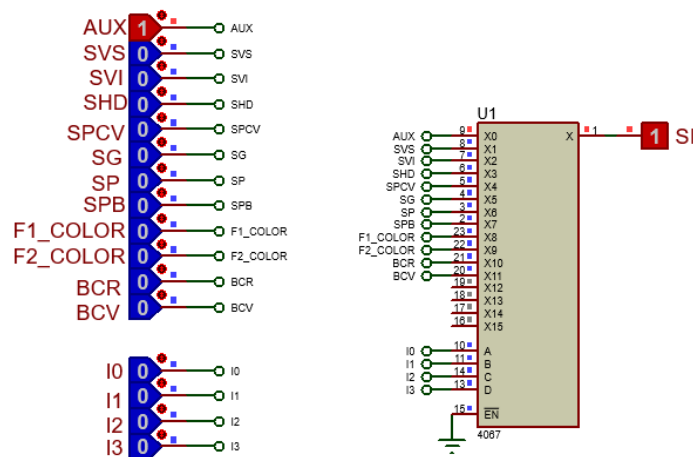 AUX 1 AUX
SVS 0 SVS
SVI 0 SVI
SHD 0 SHD
SPCV 0 SPCV
SG 0 SG
SP 0 SP
SPB 0 SPB
F1_COLOR 0 F1_COLOR
F2_COLOR 0 F2_COLOR
BCR 0 BCR
BCV 0 BCV
I0 0 I0
I1 0 I1
I2 0 I2
I3 0 I3
U1
AUX 9 X0 X 1 1
SVS 8 X1
SVI 7 X2
SHD 6 X3
SPCV 5 X4
SG 4 X5
SP 3 X6
SPB 2 X7
F1_COLOR 23 X8
F2_COLOR 22 X9
BCR 21 X10
BCV 20 X11
19 X12
18 X13
17 X14
16 X15
I0 10 A
I1 11 B
I2 14 C
I3 13 D
15 EN
4067